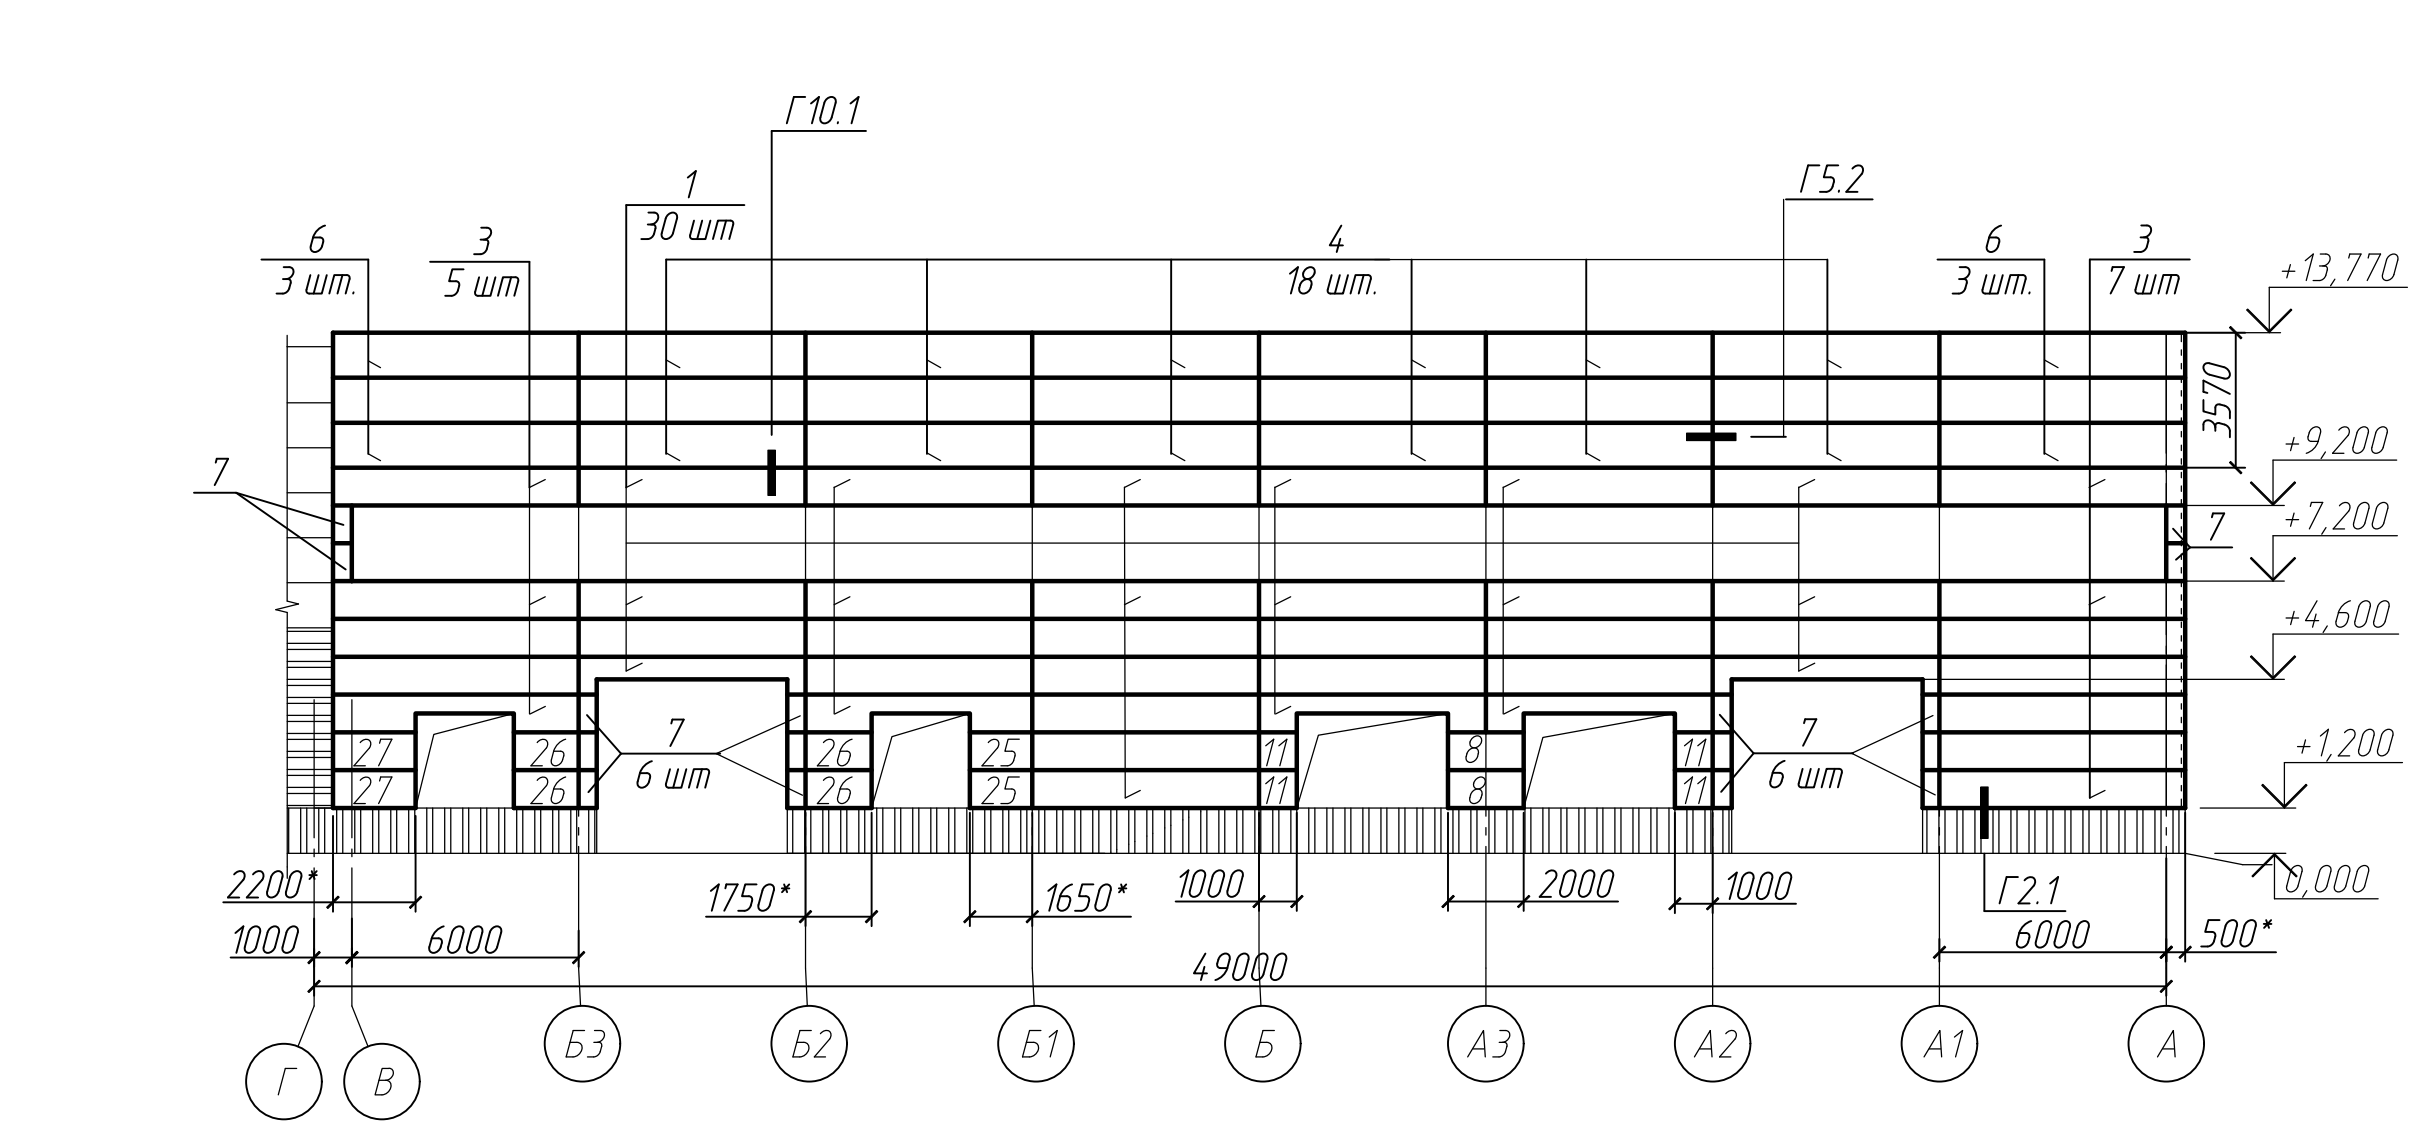 Г10.1
1
30 шт
Г5.2
6
3 шт.
3
5 шт
4
18 шт.
6
3 шт.
3
7 шт
+13,770
3570
+9,200
7
+7,200
7
+4,600
7
6 шт
7
6 шт
+1,200
27
26
26
25
11
8
11
27
26
26
25
11
8
11
2200*
1750*
1650*
1000
2000
1000
Г2.1
0,000
1000
6000
6000
500*
49000
Г
В
Б3
Б2
Б1
Б
А3
А2
А1
А